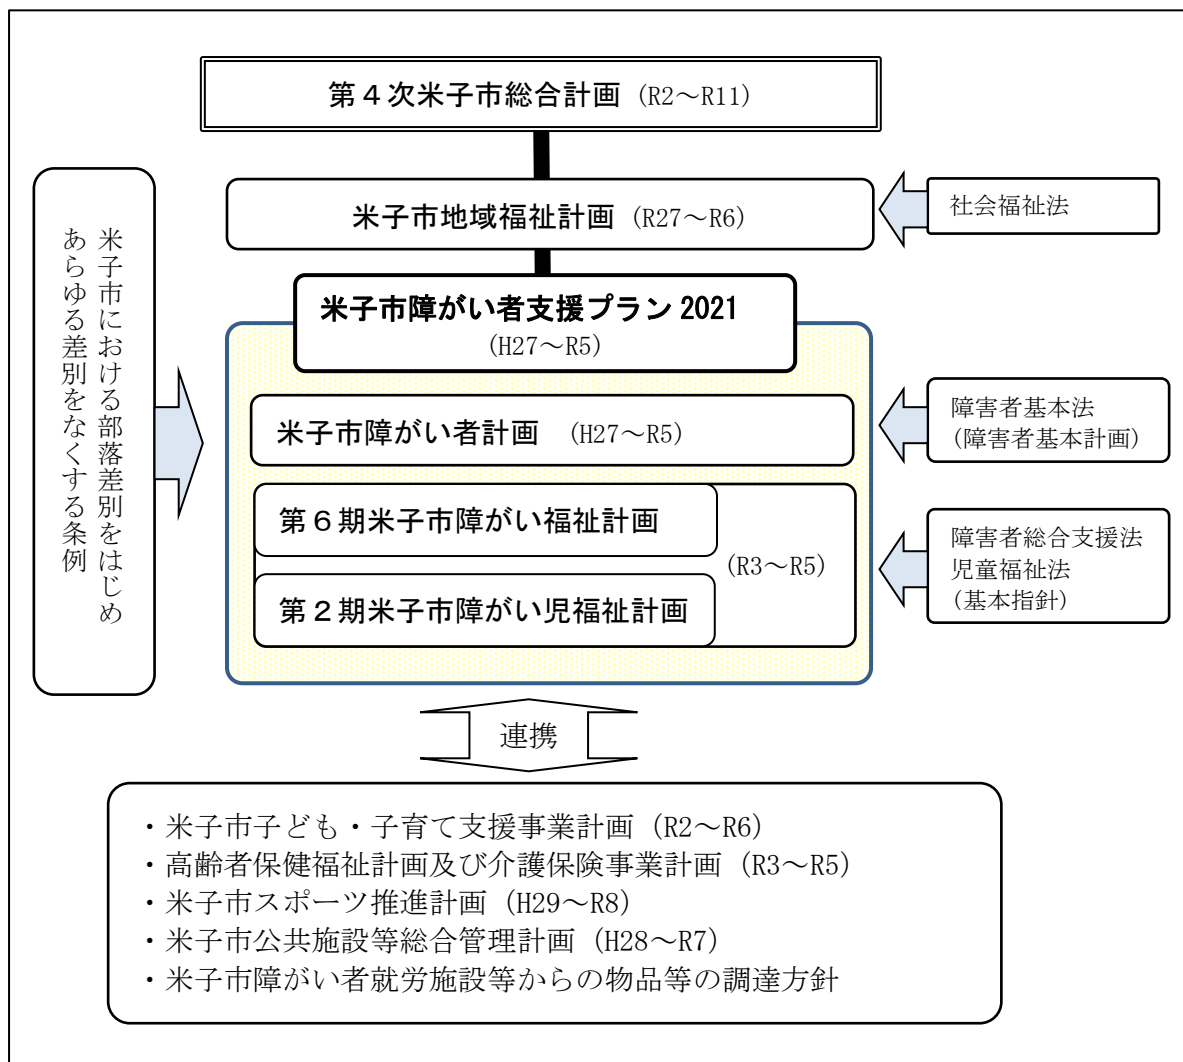 第４次米子市総合計画（R2～R11）
米子市地域福祉計画（R27～R6）
社会福祉法
米子市における部落差別をはじめ
あらゆる差別をなくする条例
米子市障がい者支援プラン 2021
（H27～R5）
米子市障がい者計画 （H27～R5）
障害者基本法
（障害者基本計画）
第６期米子市障がい福祉計画
（R3～R5）
第２期米子市障がい児福祉計画
障害者総合支援法
児童福祉法
（基本指針）
連携
・米子市子ども・子育て支援事業計画（R2～R6）
・高齢者保健福祉計画及び介護保険事業計画（R3～R5）
・米子市スポーツ推進計画（H29～R8）
・米子市公共施設等総合管理計画（H28～R7）
・米子市障がい者就労施設等からの物品等の調達方針